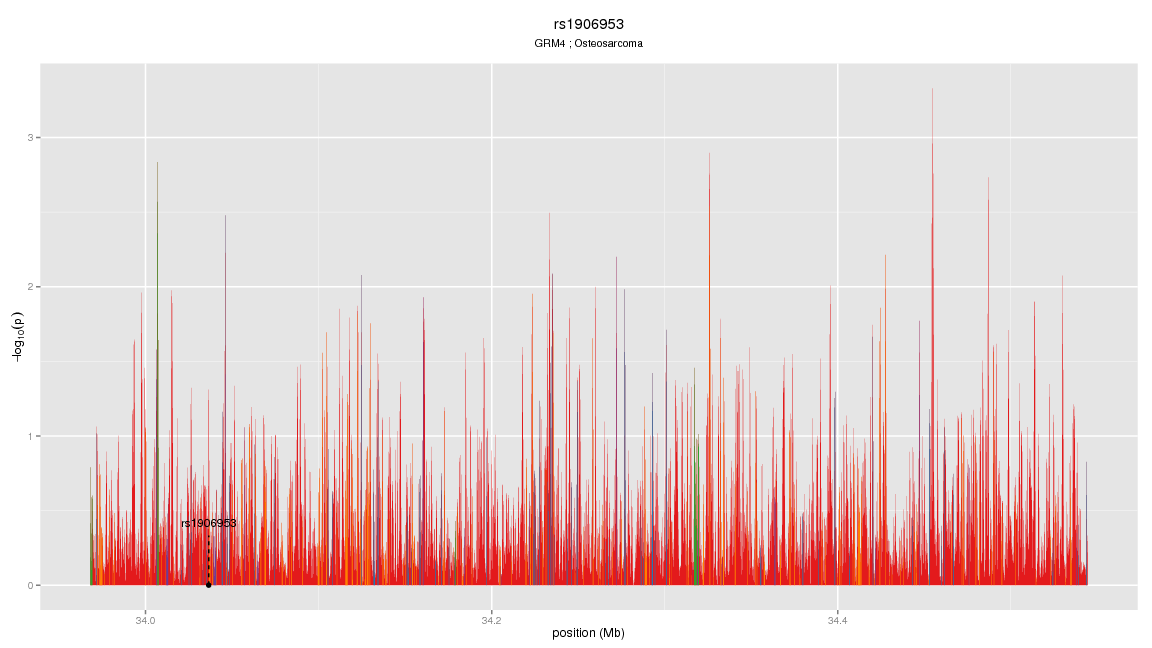 rs1906953
GRM4 ; Osteosarcoma
3
2
1
0
−log10(p)
rs1906953
34.0
34.2
34.4
position (Mb)